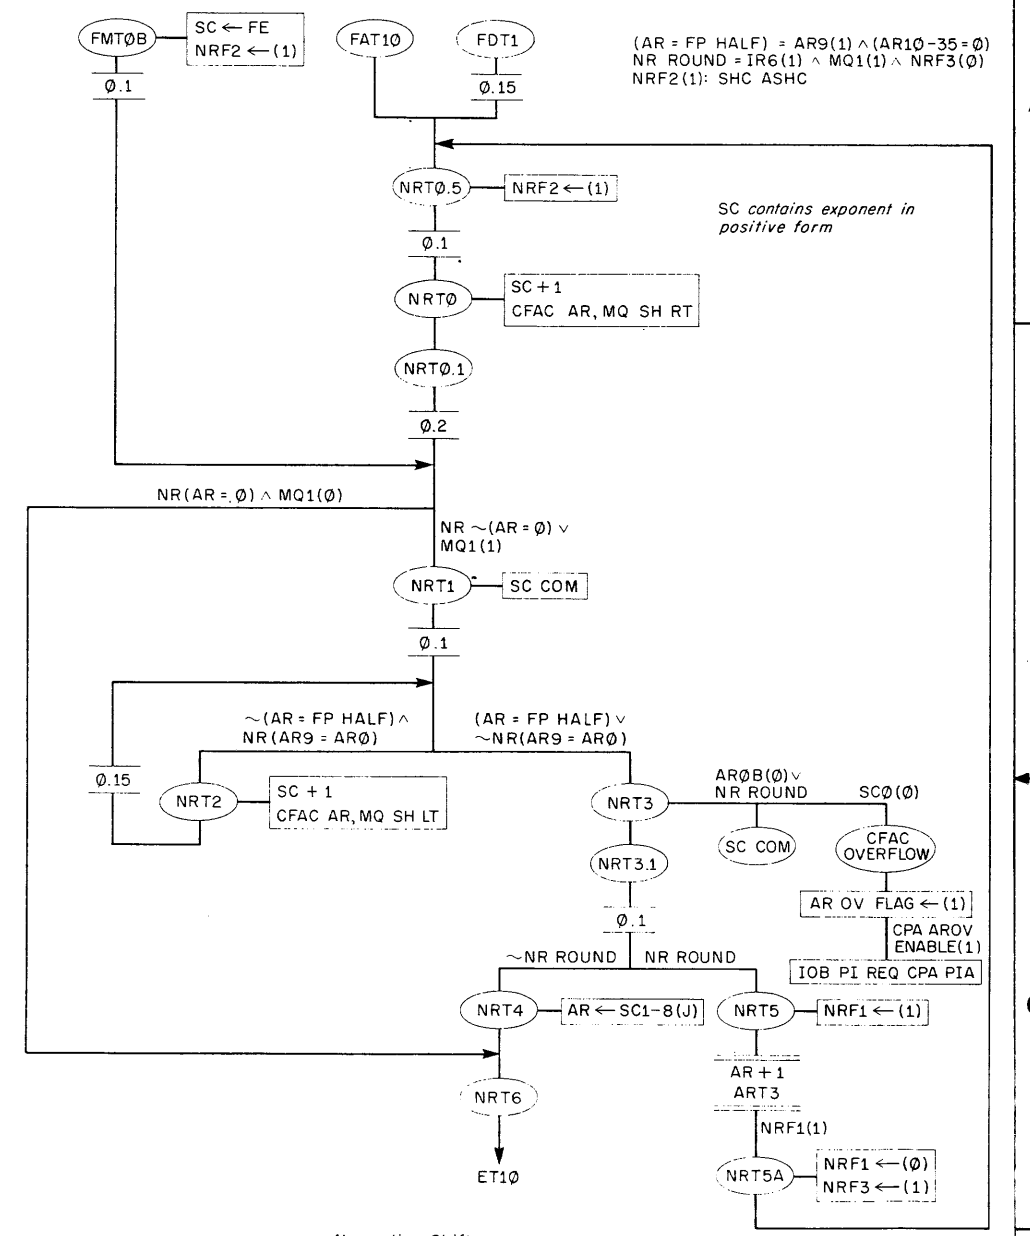 FMTØB
SC ← FE
NRF2 ← (1)
FAT10
FDT1
(AR = FP HALF) = AR9(1) ∧ (AR10-35=Ø)
NR ROUND = IR6(1) ∧ MQ1(1) ∧ NRF3(Ø)
NRF2(1): SHC ASHC
Ø.1
Ø.15
NRTØ.5
NRF2 ← (1)
SC contains exponent in
positive form
Ø.1
NRTØ
SC + 1
CFAC AR, MQ SH RT
NRTØ.1
Ø.2
NR(AR = Ø) ∧ MQ1(Ø)
NR ~(AR = Ø) ∨
MQ1(1)
NRT1
SC COM
Ø.1
~(AR = FP HALF) ∧
NR(AR9 = ARØ)
(AR = FP HALF) ∨
~NR(AR9 = ARØ)
Ø.15
NRT2
SC + 1
CFAC AR, MQ SH LT
NRT3
ARØB(Ø) ∨
NR ROUND
SCØ(Ø)
SC COM
CFAC
OVERFLOW
NRT3.1
AR OV FLAG ← (1)
Ø.1
CPA AROV
ENABLE(1)
~NR ROUND
NR ROUND
IOB PI REQ CPA PIA
NRT4
AR ← SC1-8(J)
NRT5
NRF1 ← (1)
AR + 1
ART3
NRT6
NRF1(1)
ET1Ø
NRT5A
NRF1 ← (Ø)
NRF3 ← (1)